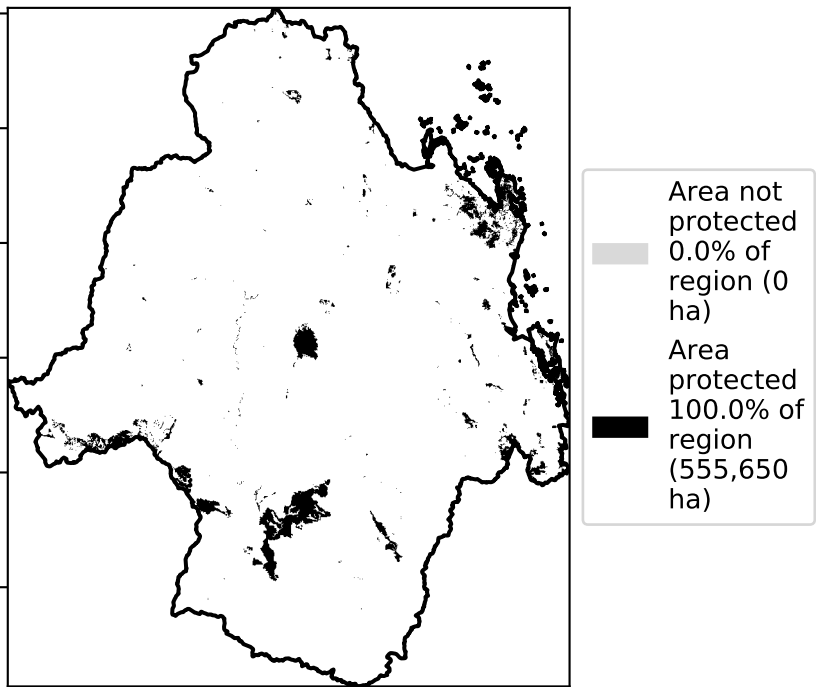 Area not
protected
0.0% of
region (0
ha)
Area
protected
100.0% of
region
(555,650
ha)